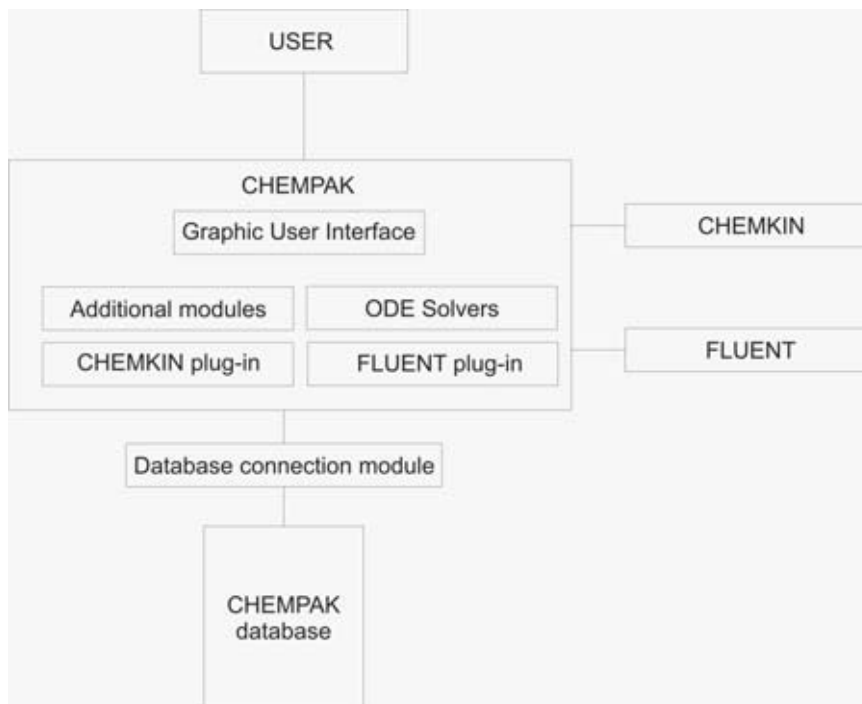 USER
CHEMPAK
Graphic User Interface
CHEMKIN
Additional modules
ODE Solvers
CHEMKIN plug-in
FLUENT plug-in
FLUENT
Database connection module
CHEMPAK
database